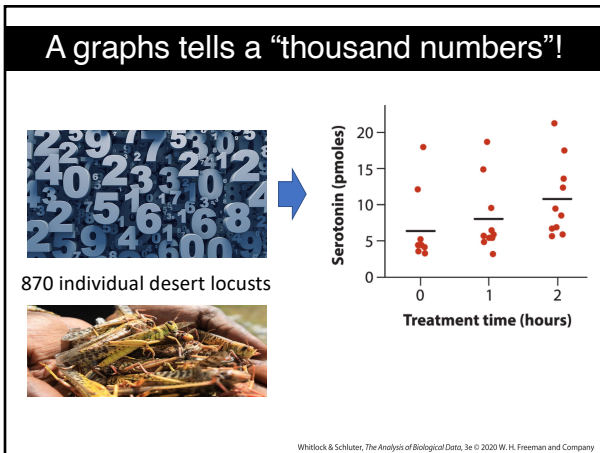 A graphs tells a “thousand numbers”!
870 individual desert locusts
Serotonin (pmoles)
20
15
10
5
0
0 1 2
Treatment time (hours)
Whitlock & Schluter, The Analysis of Biological Data, 3e © 2020 W. H. Freeman and Company